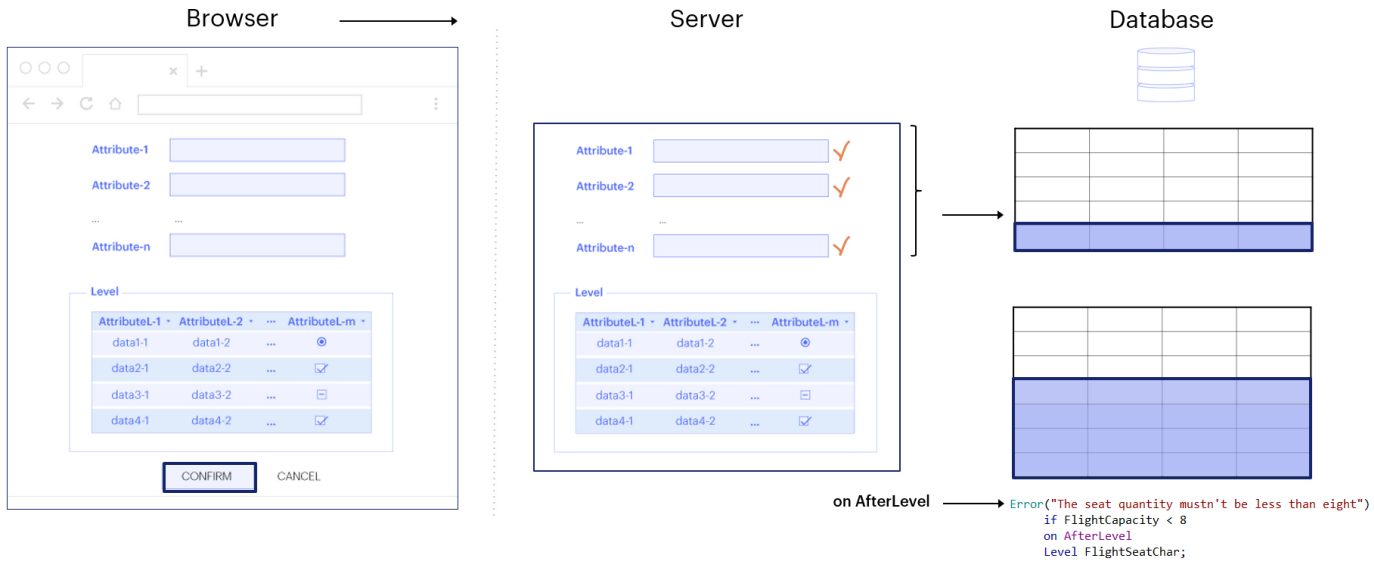 Browser
Server
Database
Attribute-1
Attribute-2
... ...
Attribute-n
Level
AttributeL-1 AttributeL-2 ... AttributeL-m
data1-1 data1-2 ...
data2-1 data2-2 ...
data3-1 data3-2 ...
data4-1 data4-2 ...
CONFIRM CANCEL
Attribute-1
Attribute-2
... ...
Attribute-n
Level
AttributeL-1 AttributeL-2 ... AttributeL-m
data1-1 data1-2 ...
data2-1 data2-2 ...
data3-1 data3-2 ...
data4-1 data4-2 ...
on AfterLevel
Error("The seat quantity mustn't be less than eight")
if FlightCapacity < 8
on AfterLevel
Level FlightSeatChar;